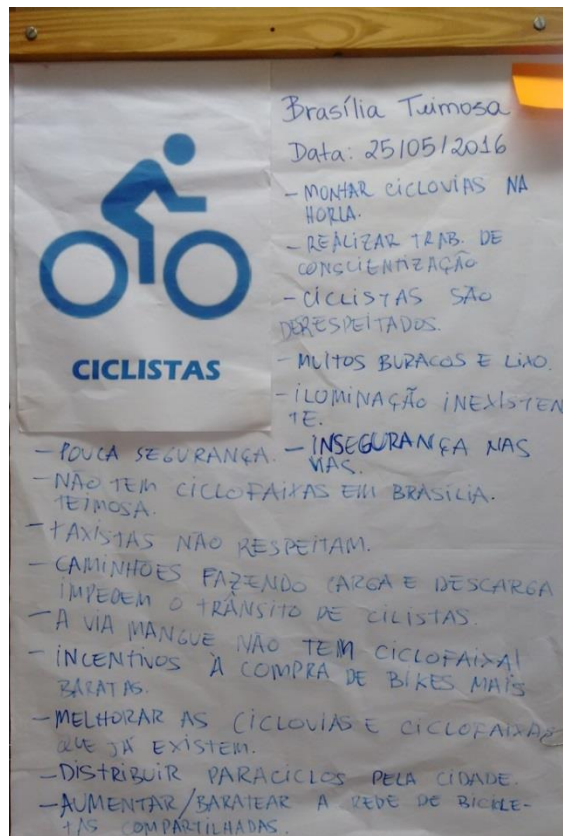 Brasília Teimosa
Data: 25/05/2016
- MONTAR CICLOVIAS NA
HORLA.
- REALIZAR TRAB. DE
CONSCIENTIZAÇÃO
- CICLISTAS SÃO
DERESPEITADOS.
- MUITOS BURACOS E LIXO.
- ILUMINAÇÃO INEXISTEN
TE.
CICLISTAS
- POUCA SEGURANÇA. - INSEGURANÇA NAS
VIAS.
- NÃO TEM CICLOFAIXAS EM BRASÍLIA.
TEIMOSA.
- TAXISTAS NÃO RESPEITAM.
- CAMINHÕES FAZENDO CARGA E DESCARGA
IMPEDEM O TRÂNSITO DE CILISTAS.
- A VIA MANGUE NÃO TEM CICLOFAIXA!
- INCENTIVOS À COMPRA DE BIKES MAIS
BARATAS.
- MELHORAR AS CICLOVIAS E CICLOFAIXAS
QUE JÁ EXISTEM.
- DISTRIBUIR PARACICLOS PELA CIDADE.
- AUMENTAR/BARATEAR A REDE DE BICICLE-
TAS COMPARTILHADAS.